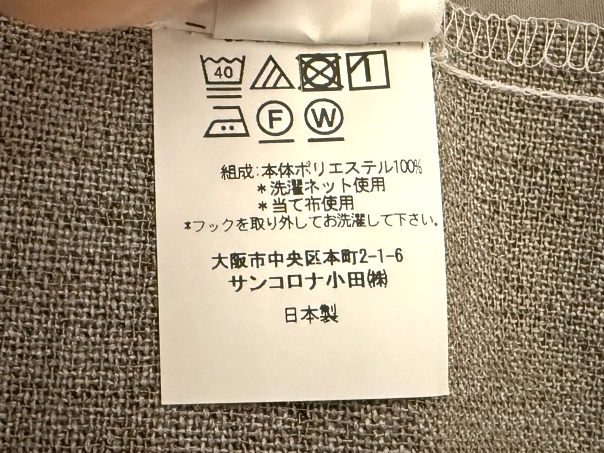 40
F W
組成:本体ポリエステル100%
*洗濯ネット使用
*当て布使用
*フックを取り外してお洗濯して下さい。
大阪市中央区本町2-1-6
サンコロナ小田㈱
日本製